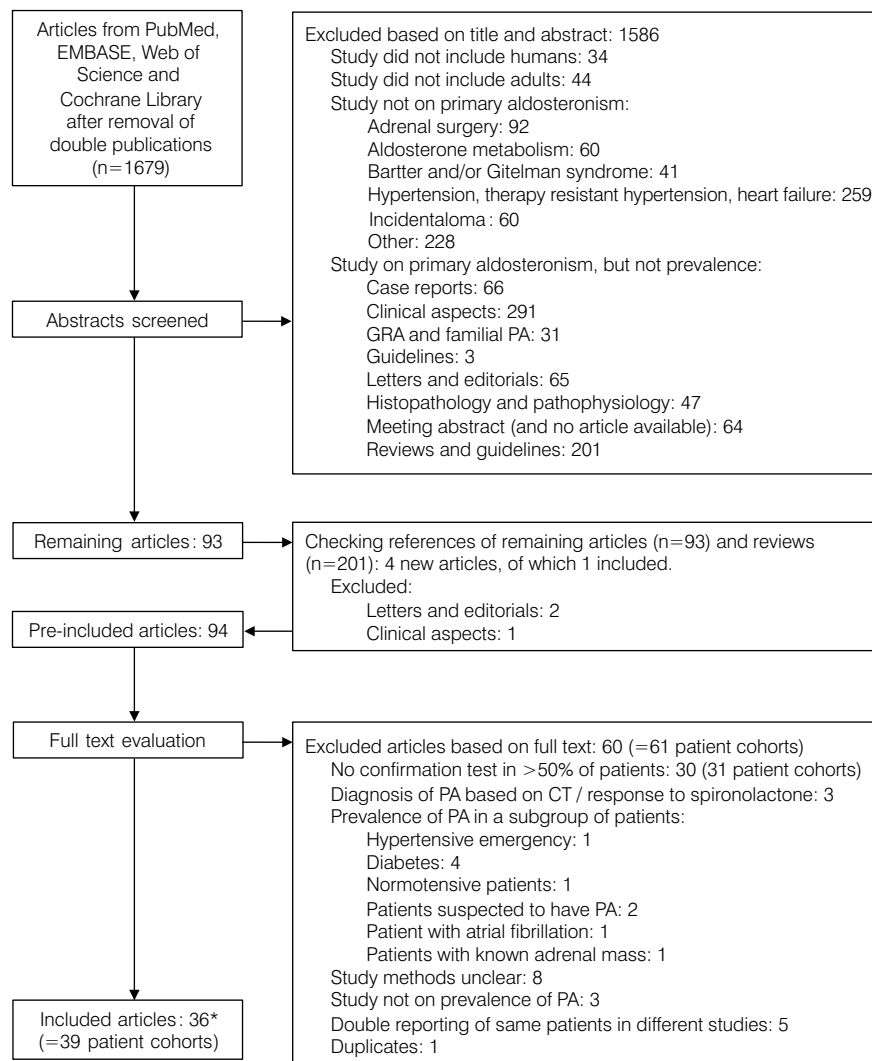 Articles from PubMed,
EMBASE, Web of
Science and
Cochrane Library
after removal of
double publications
(n=1679)
Abstracts screened
Excluded based on title and abstract: 1586
Study did not include humans: 34
Study did not include adults: 44
Study not on primary aldosteronism:
Adrenal surgery: 92
Aldosterone metabolism: 60
Bartter and/or Gitelman syndrome: 41
Hypertension, therapy resistant hypertension, heart failure: 259
Incidentaloma : 60
Other: 228
Study on primary aldosteronism, but not prevalence:
Case reports: 66
Clinical aspects: 291
GRA and familial PA: 31
Guidelines: 3
Letters and editorials: 65
Histopathology and pathophysiology: 47
Meeting abstract (and no article available): 64
Reviews and guidelines: 201
Remaining articles: 93
Checking references of remaining articles (n=93) and reviews
(n=201): 4 new articles, of which 1 included.
Excluded:
Letters and editorials: 2
Clinical aspects: 1
Pre-included articles: 94
Full text evaluation
Excluded articles based on full text: 60 (=61 patient cohorts)
No confirmation test in >50% of patients: 30 (31 patient cohorts)
Diagnosis of PA based on CT / response to spironolactone: 3
Prevalence of PA in a subgroup of patients:
Hypertensive emergency: 1
Diabetes: 4
Normotensive patients: 1
Patients suspected to have PA: 2
Patient with atrial fibrillation: 1
Patients with known adrenal mass: 1
Study methods unclear: 8
Study not on prevalence of PA: 3
Double reporting of same patients in different studies: 5
Duplicates: 1
Included articles: 36*
(=39 patient cohorts)